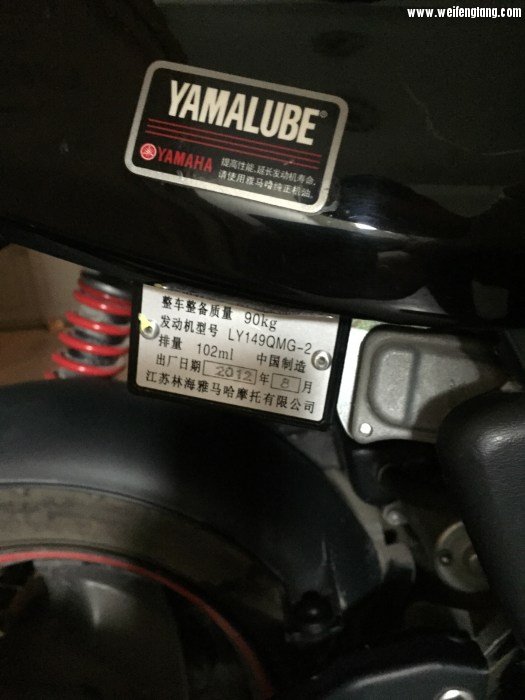 www.weifengtang.com
YAMALUBE®
YAMAHA
提高性能,延长发动机寿命,
请使用雅马哈纯正机油.
整车整备质量 90kg
发动机型号 LY149QMG-2
排量 102ml 中国制造
出厂日期 2012 年 8 月
江苏林海雅马哈摩托有限公司